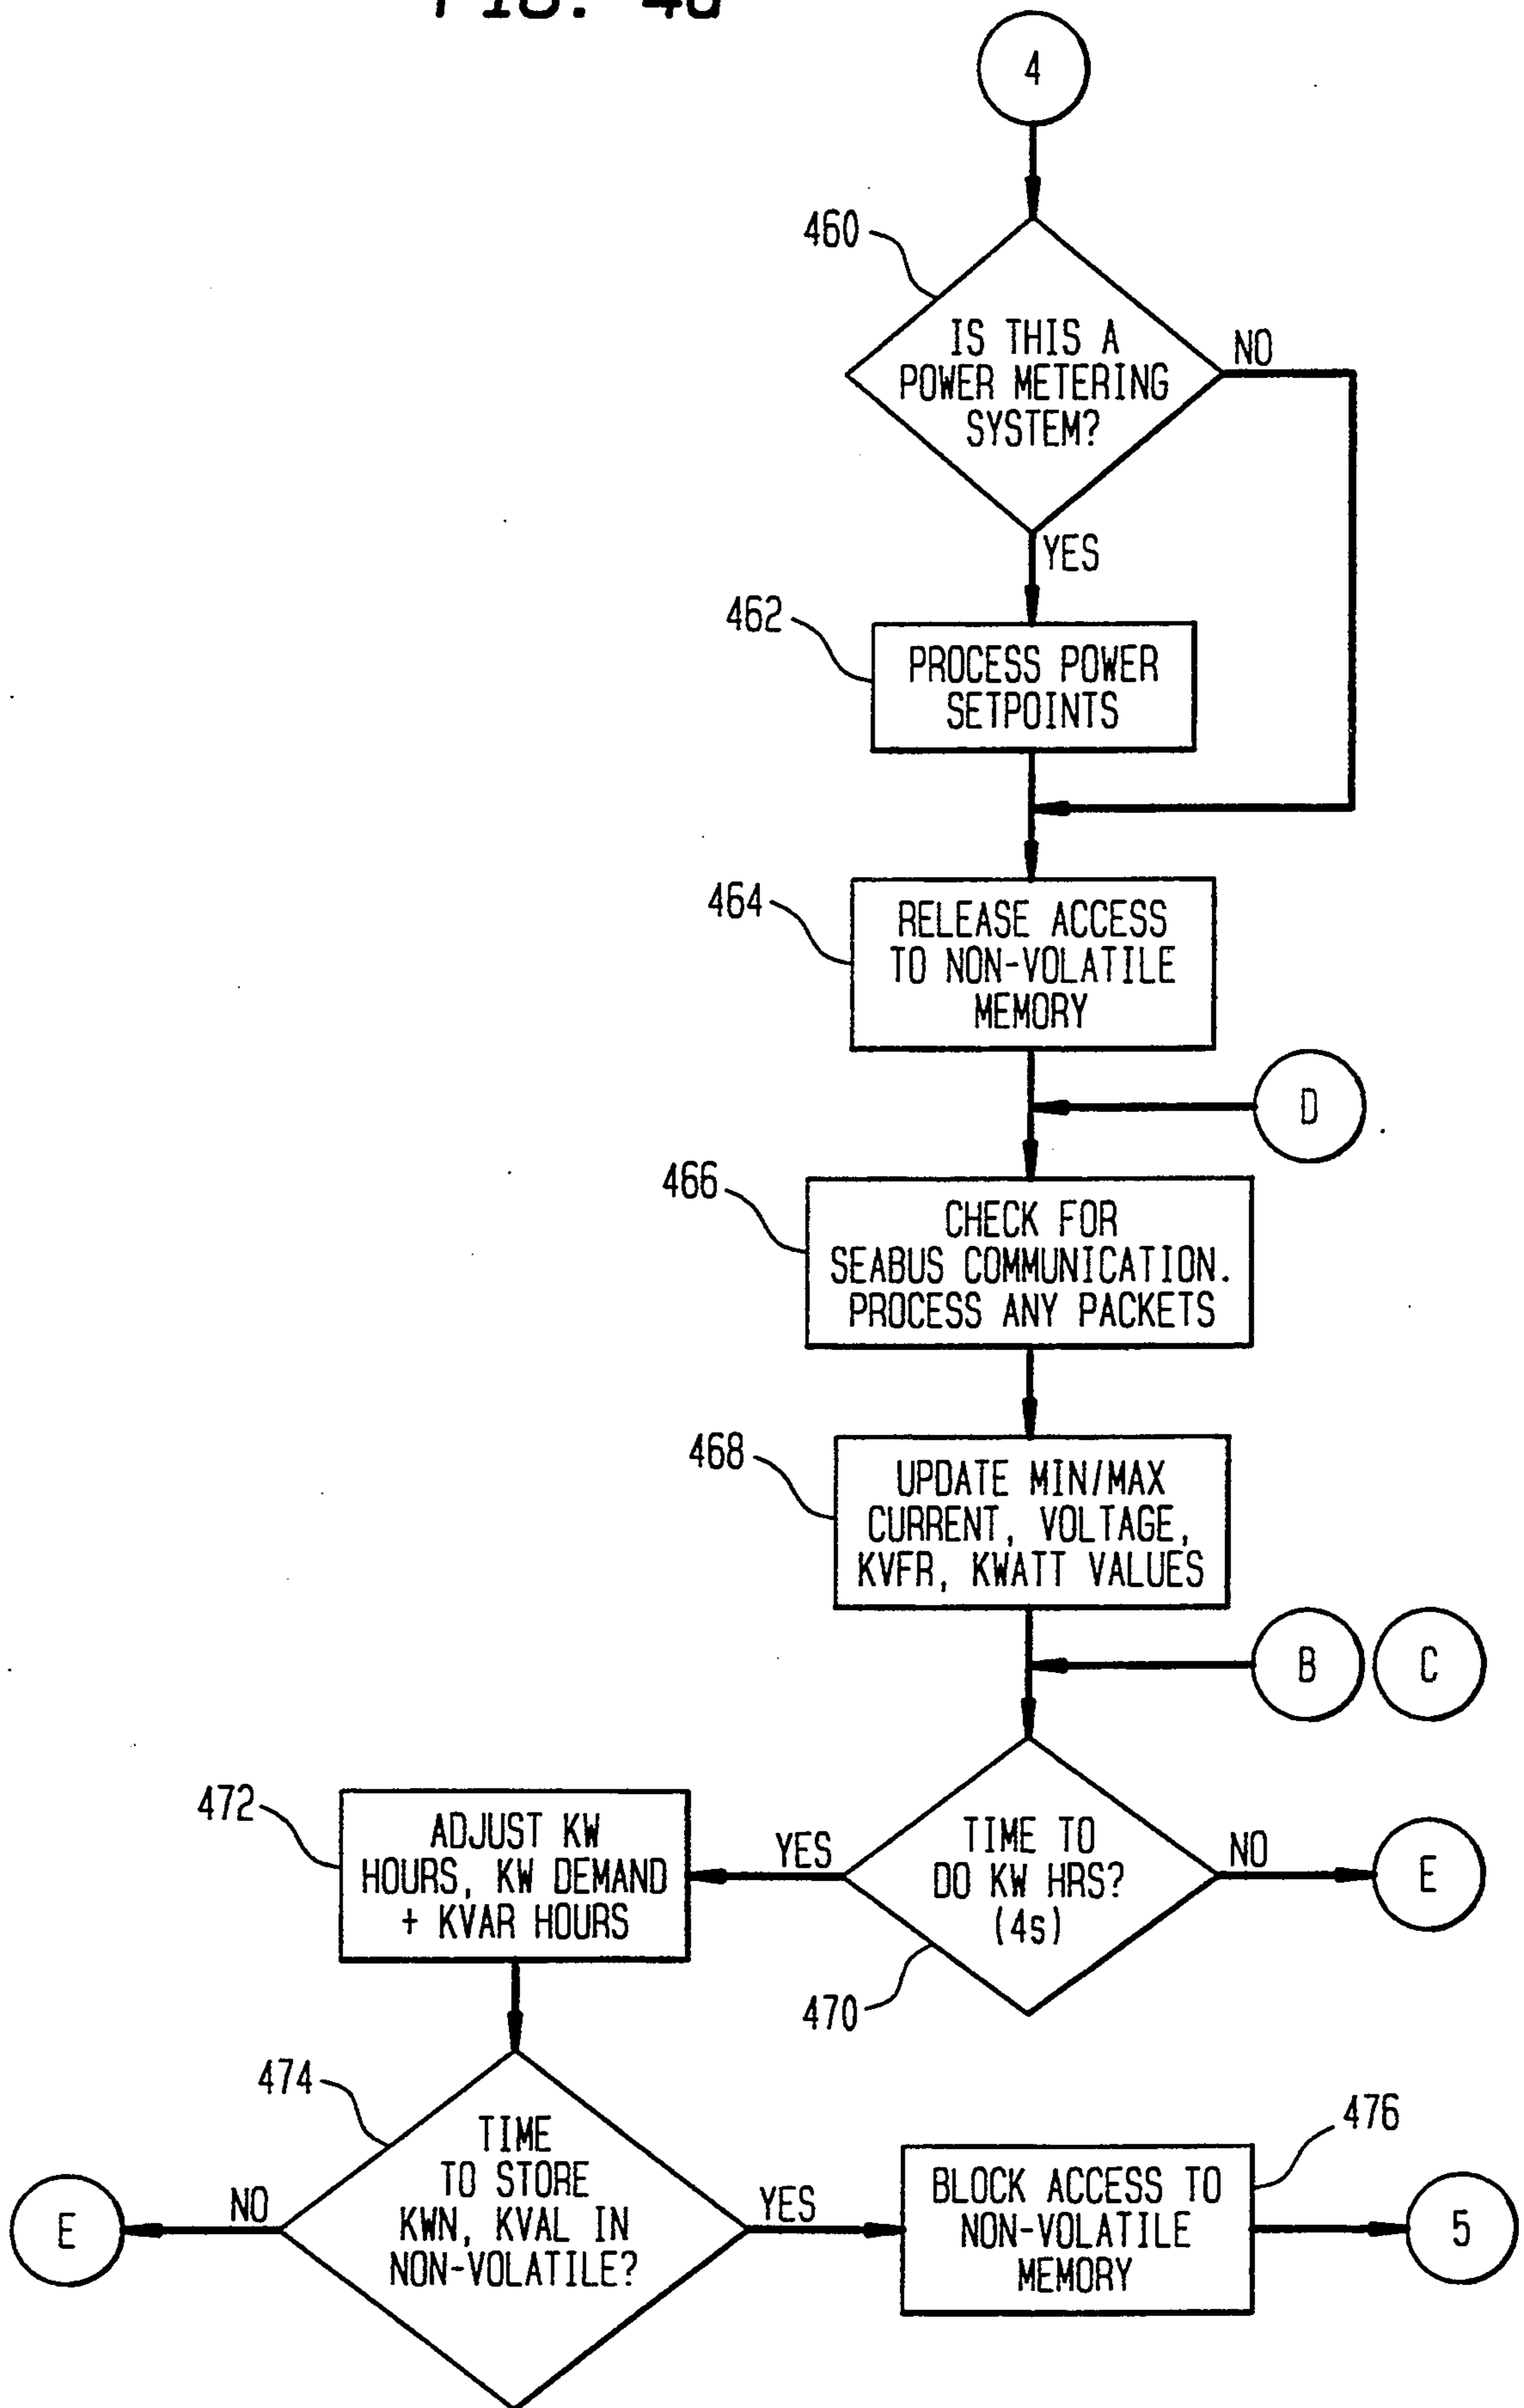 4
460
IS THIS A
POWER METERING
SYSTEM?
NO
YES
462
PROCESS POWER
SETPOINTS
464
RELEASE ACCESS
TO NON-VOLATILE
MEMORY
D
466
CHECK FOR
SEABUS COMMUNICATION.
PROCESS ANY PACKETS
468
UPDATE MIN/MAX
CURRENT, VOLTAGE,
KVFR, KWATT VALUES
B
C
472
ADJUST KW
HOURS, KW DEMAND
+ KVAR HOURS
YES
TIME TO
DO KW HRS?
(4s)
NO
E
470
474
TIME
TO STORE
KWN, KVAL IN
NON-VOLATILE?
NO
E
YES
476
BLOCK ACCESS TO
NON-VOLATILE
MEMORY
5